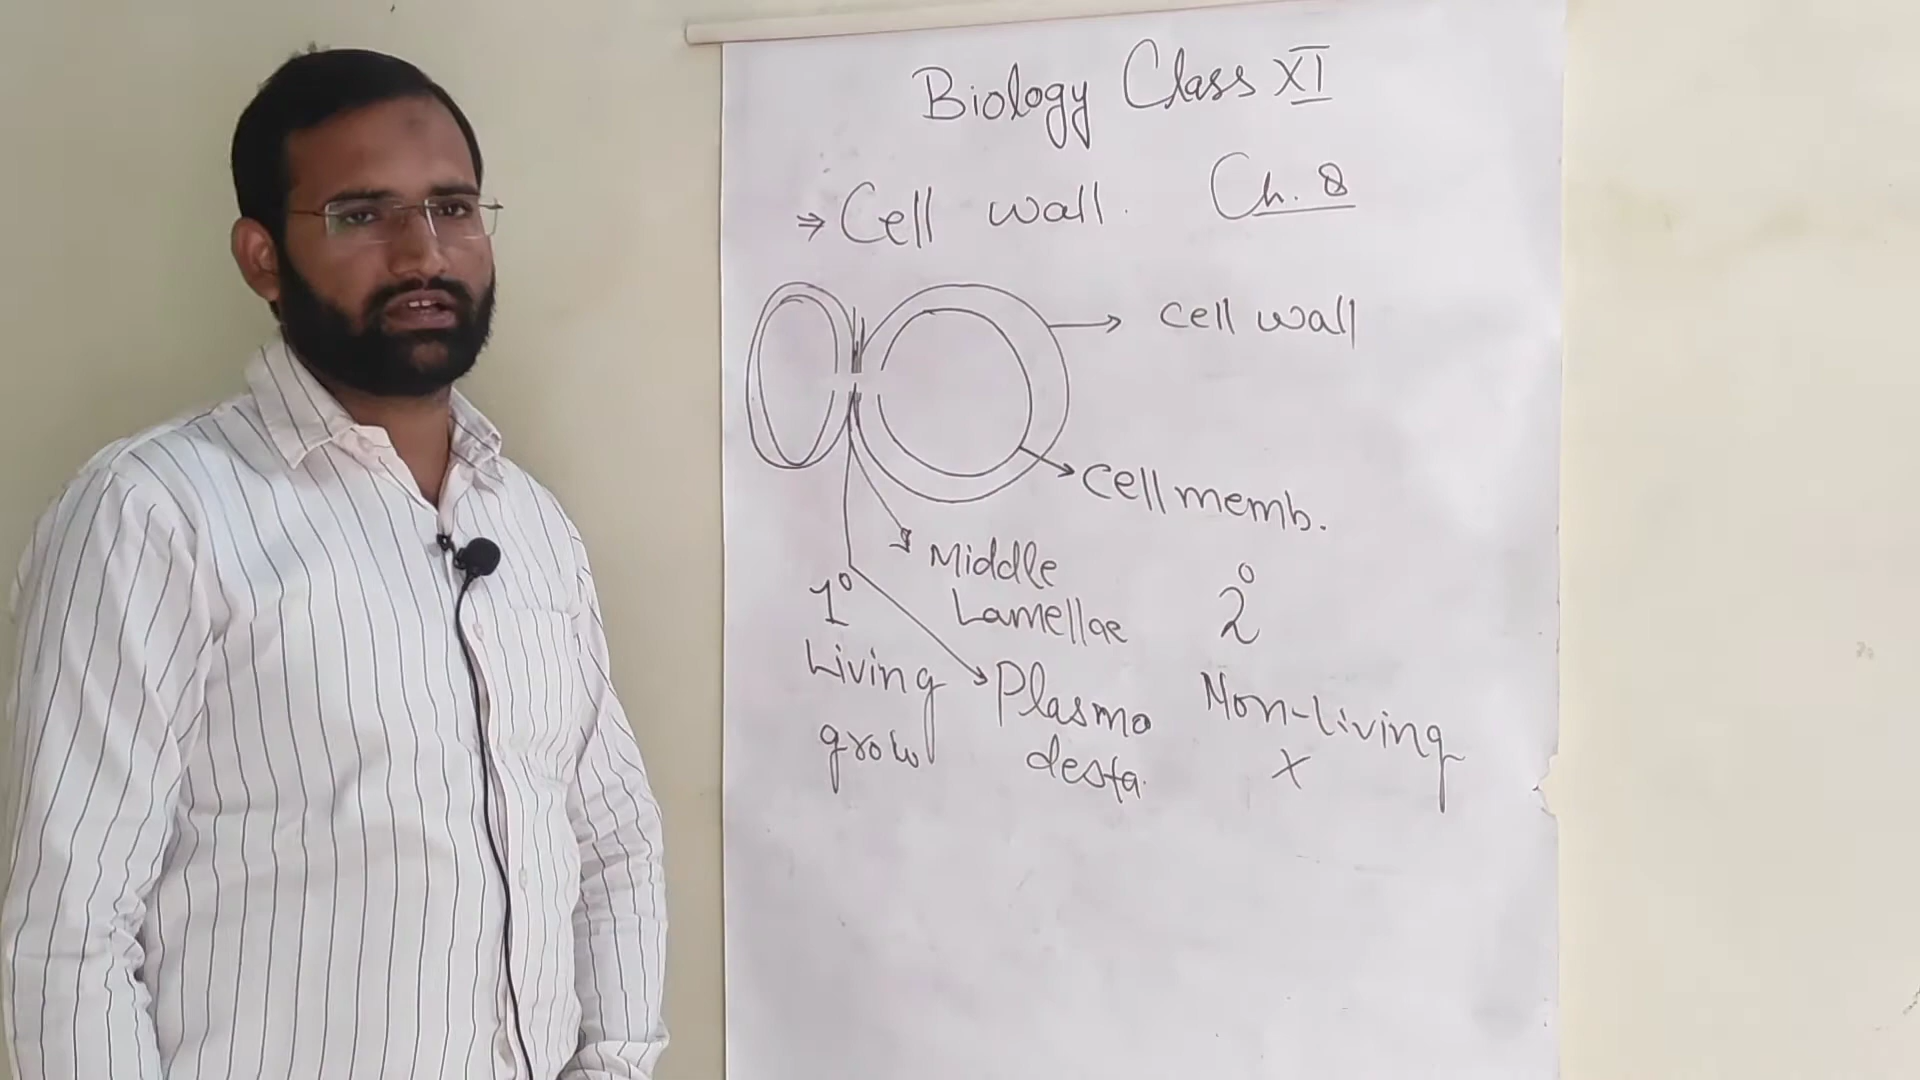 Biology Class XI
⇒ Cell wall. Ch. 8
cell wall
cell memb.
Middle
Lamellae
1° 2°
Living Plasmo Non-Living
grow desta. X